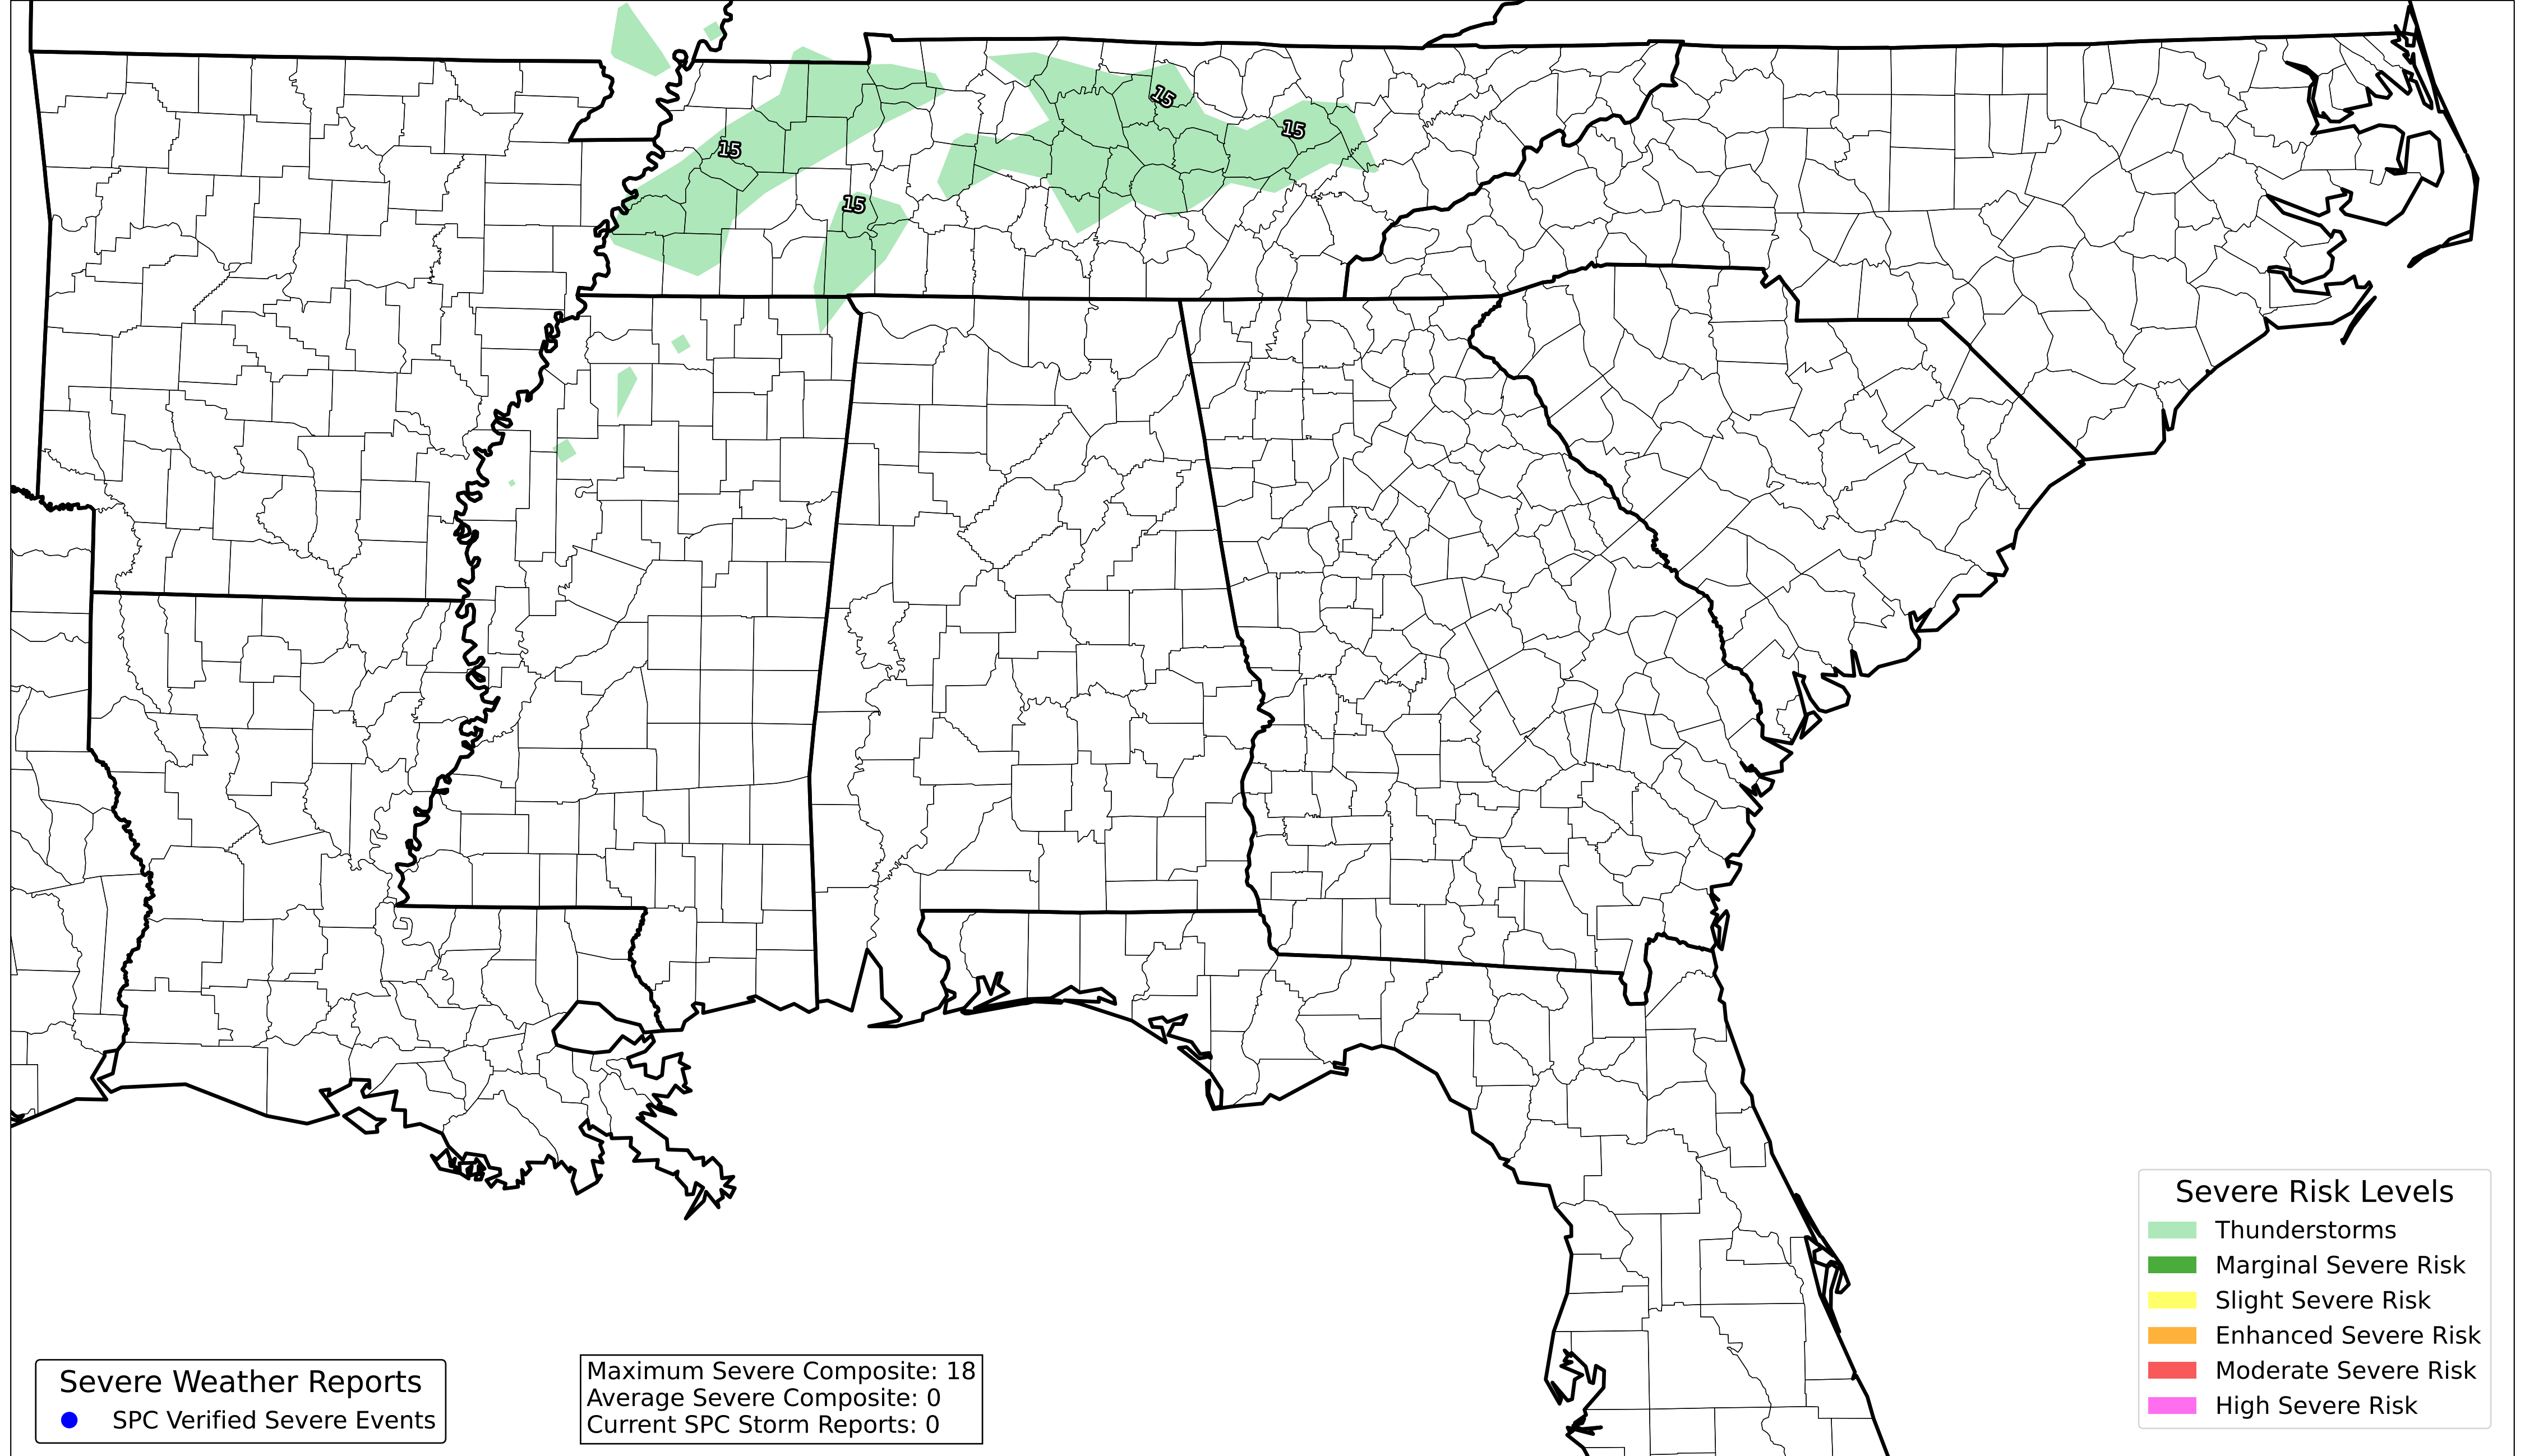 15
15
15
15
Severe Risk Levels
Thunderstorms
Marginal Severe Risk
Slight Severe Risk
Enhanced Severe Risk
Moderate Severe Risk
High Severe Risk
Severe Weather Reports
SPC Verified Severe Events
Maximum Severe Composite: 18
Average Severe Composite: 0
Current SPC Storm Reports: 0